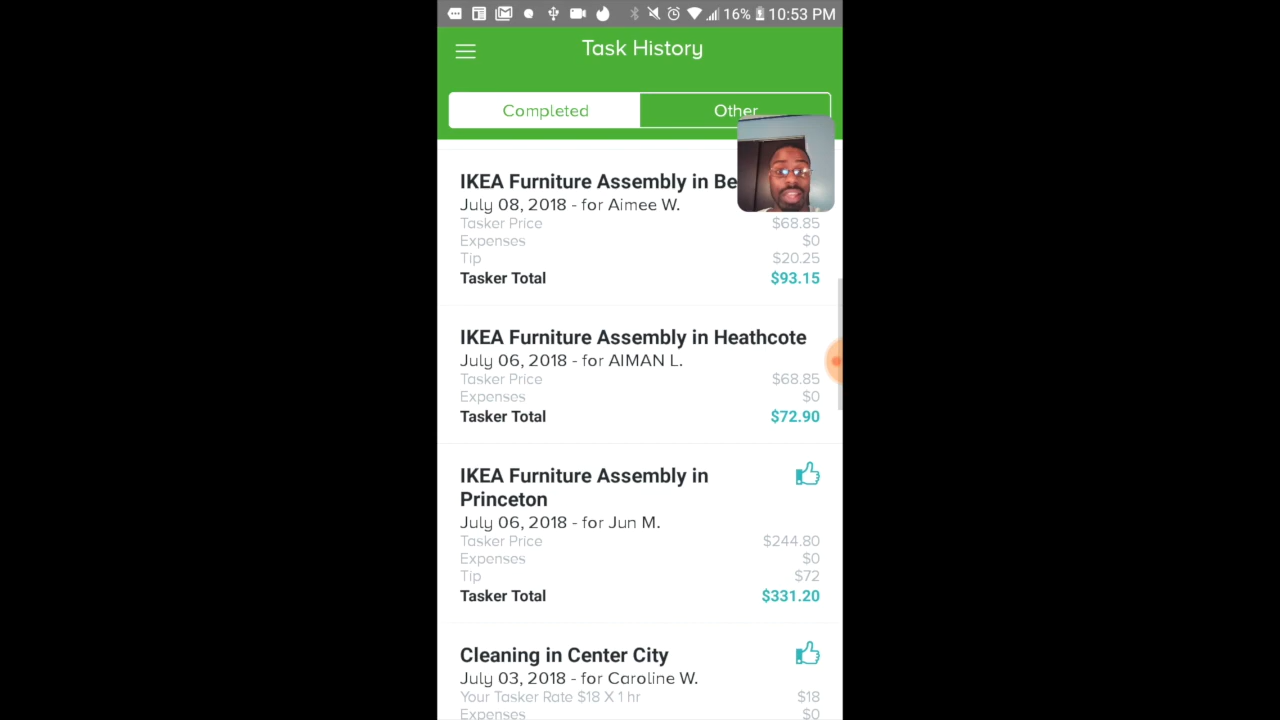 16% 10:53 PM
Task History
Completed Other
IKEA Furniture Assembly in Be
July 08, 2018 - for Aimee W.
Tasker Price $68.85
Expenses $0
Tip $20.25
Tasker Total $93.15
IKEA Furniture Assembly in Heathcote
July 06, 2018 - for AIMAN L.
Tasker Price $68.85
Expenses $0
Tasker Total $72.90
IKEA Furniture Assembly in
Princeton
July 06, 2018 - for Jun M.
Tasker Price $244.80
Expenses $0
Tip $72
Tasker Total $331.20
Cleaning in Center City
July 03, 2018 - for Caroline W.
Your Tasker Rate $18 X 1 hr $18
Expenses $0